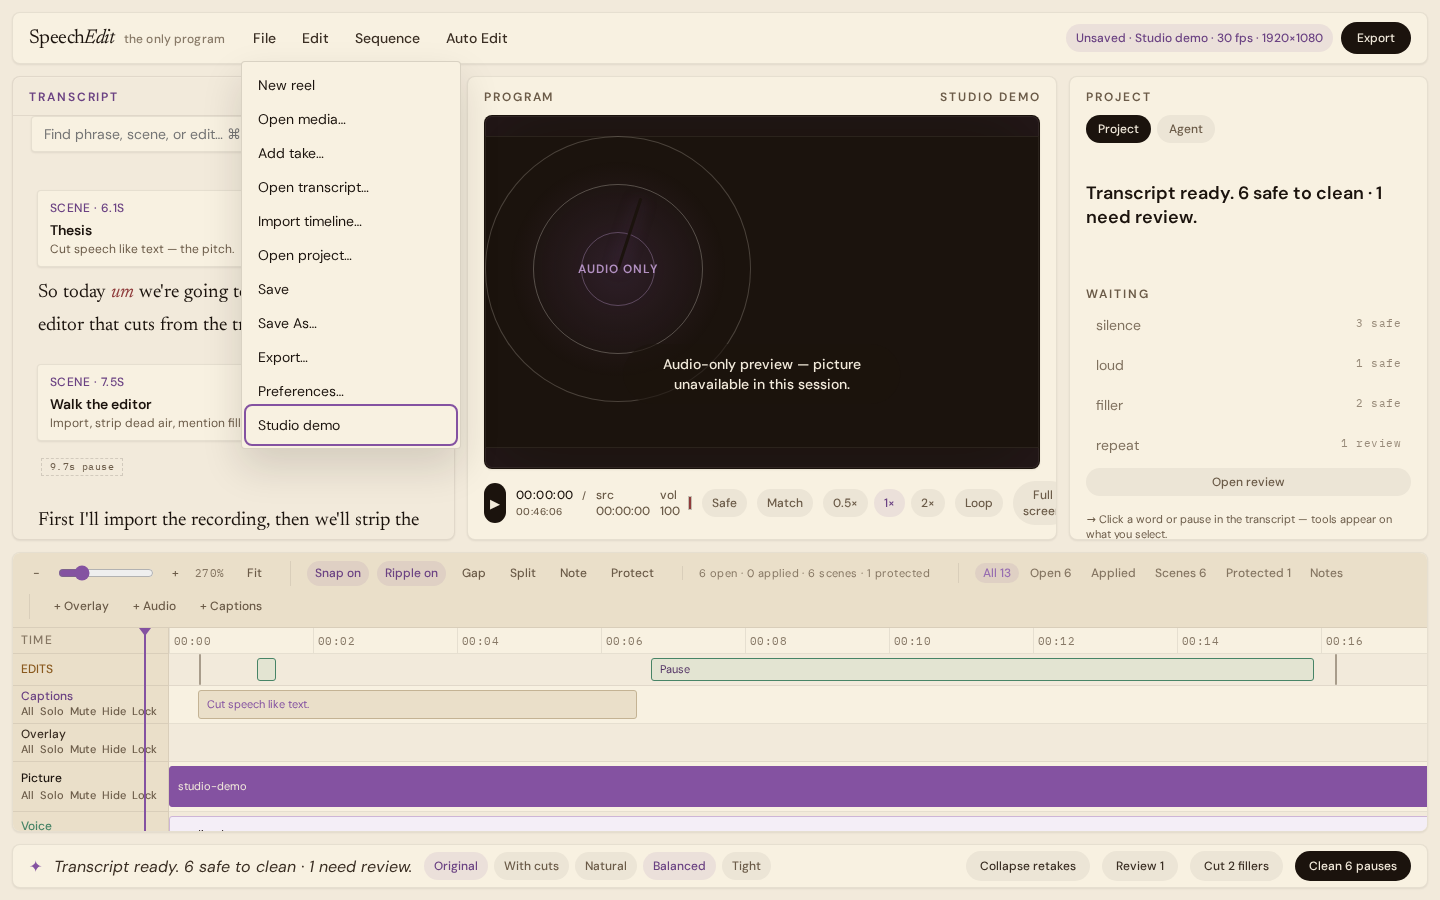 SpeechEdit the only program File Edit Sequence Auto Edit
Unsaved · Studio demo · 30 fps · 1920×1080 Export
New reel
Open media…
Add take…
Open transcript…
Import timeline…
Open project…
Save
Save As…
Export…
Preferences…
Studio demo
TRANSCRIPT
Find phrase, scene, or edit… ⌘
SCENE · 6.1S
Thesis
Cut speech like text — the pitch.
So today um we're going
editor that cuts from the
SCENE · 7.5S
Walk the editor
Import, strip dead air, mention
9.7s pause
First I'll import the recording, then we'll strip the
PROGRAM STUDIO DEMO
AUDIO ONLY
Audio-only preview — picture
unavailable in this session.
▶ 00:00:00 / 00:46:06 src 00:00:00 vol 100 Safe Match 0.5× 1× 2× Loop Full
PROJECT
Project Agent
Transcript ready. 6 safe to clean · 1
need review.
WAITING
silence 3 safe
loud 1 safe
filler 2 safe
repeat 1 review
Open review
→ Click a word or pause in the transcript — tools appear on
what you select.
− + 270% Fit Snap on Ripple on Gap Split Note Protect 6 open · 0 applied · 6 scenes · 1 protected All 13 Open 6 Applied Scenes 6 Protected 1 Notes
+ Overlay + Audio + Captions
TIME 00:00 00:02 00:04 00:06 00:08 00:10 00:12 00:14 00:16
EDITS Pause
Captions
All Solo Mute Hide Lock
Cut speech like text.
Overlay
All Solo Mute Hide Lock
Picture
All Solo Mute Hide Lock
studio-demo
Voice
✦ Transcript ready. 6 safe to clean · 1 need review. Original With cuts Natural Balanced Tight Collapse retakes Review 1 Cut 2 fillers Clean 6 pauses